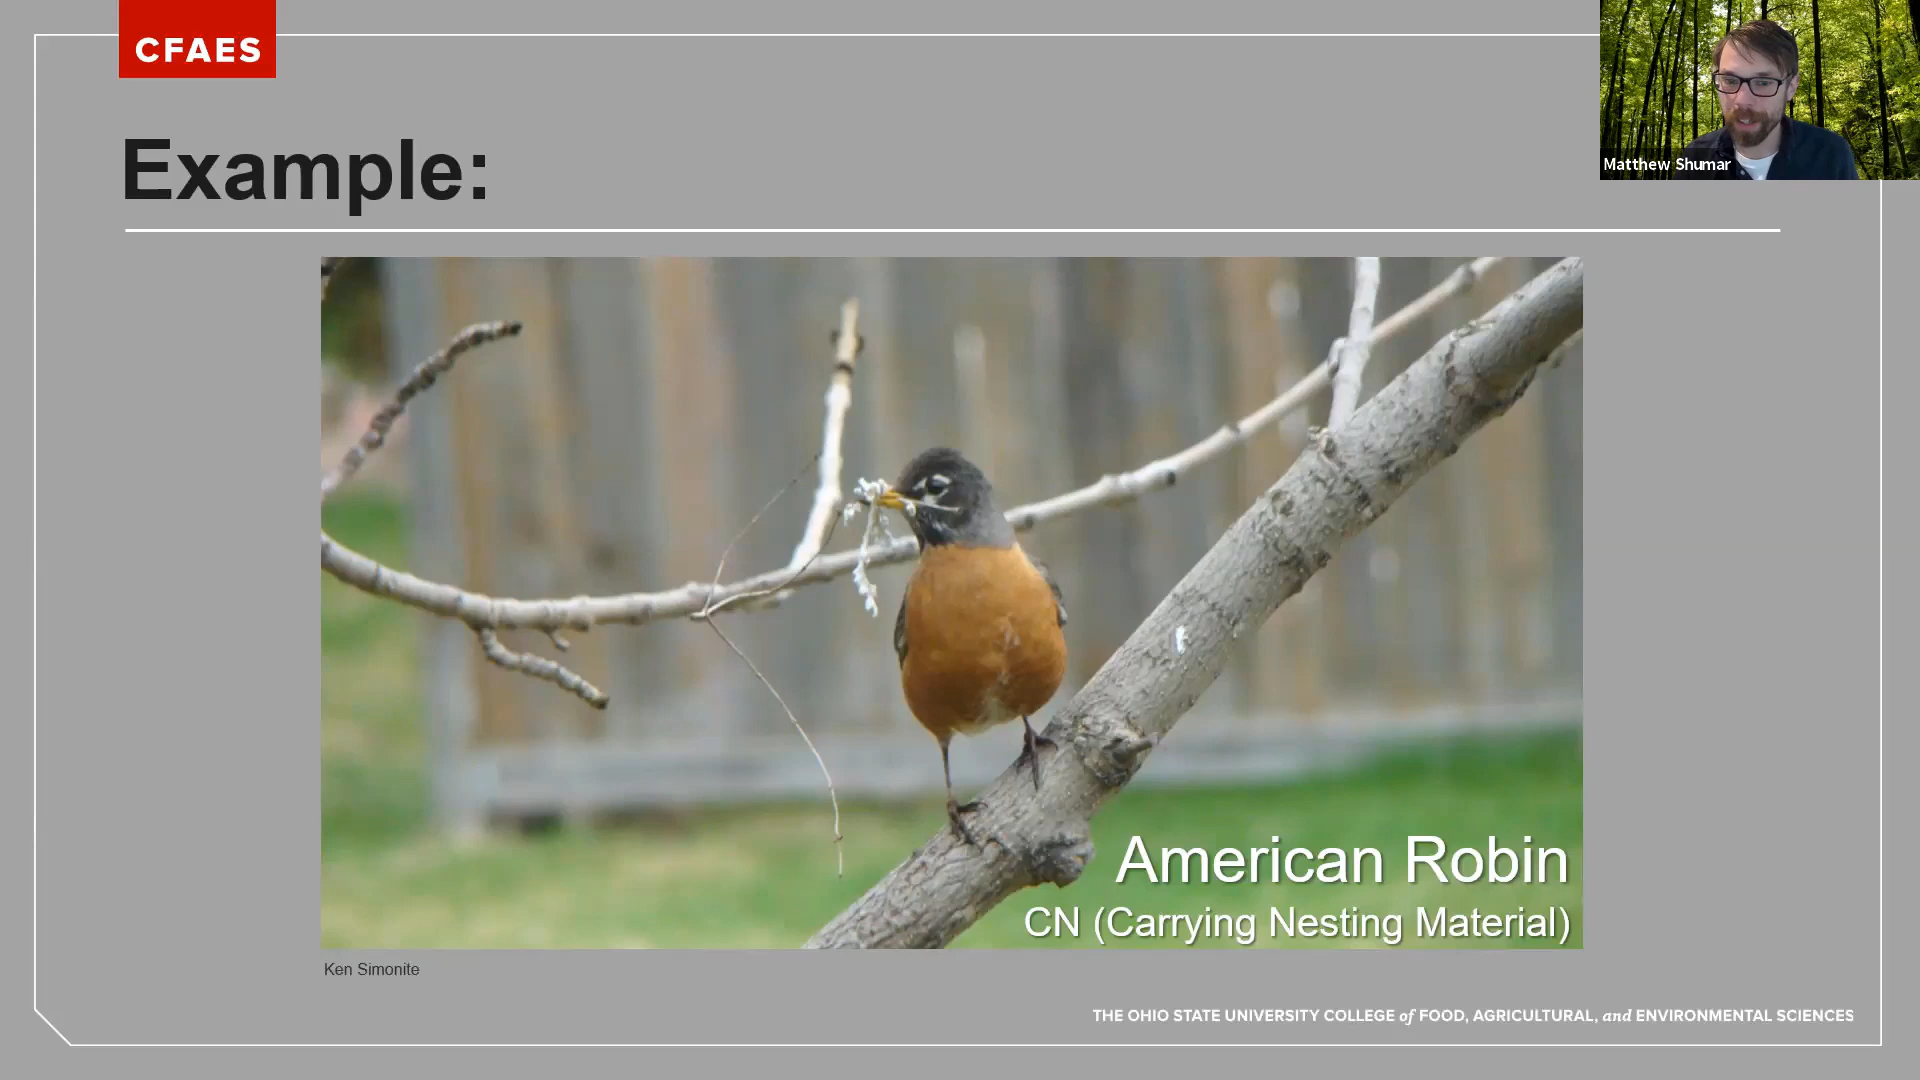 CFAES
Matthew Shumar
Example:
American Robin
CN (Carrying Nesting Material)
Ken Simonite
THE OHIO STATE UNIVERSITY COLLEGE of FOOD, AGRICULTURAL, and ENVIRONMENTAL SCIENCES